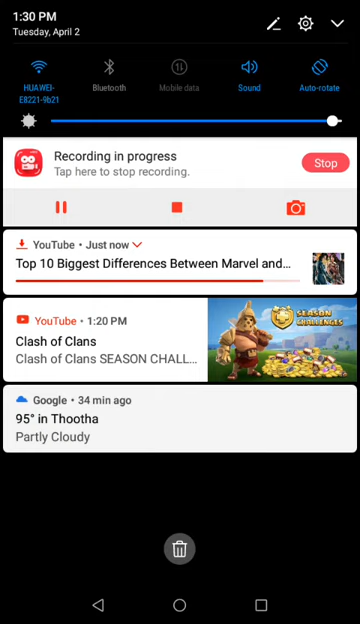 1:30 PM
Tuesday, April 2
HUAWEI-
E8221-9b21
Bluetooth
Mobile data
Sound
Auto-rotate
Recording in progress
Tap here to stop recording.
Stop
YouTube • Just now
Top 10 Biggest Differences Between Marvel and...
YouTube • 1:20 PM
Clash of Clans
Clash of Clans SEASON CHALL...
SEASON
CHALLENGES
Google • 34 min ago
95° in Thootha
Partly Cloudy